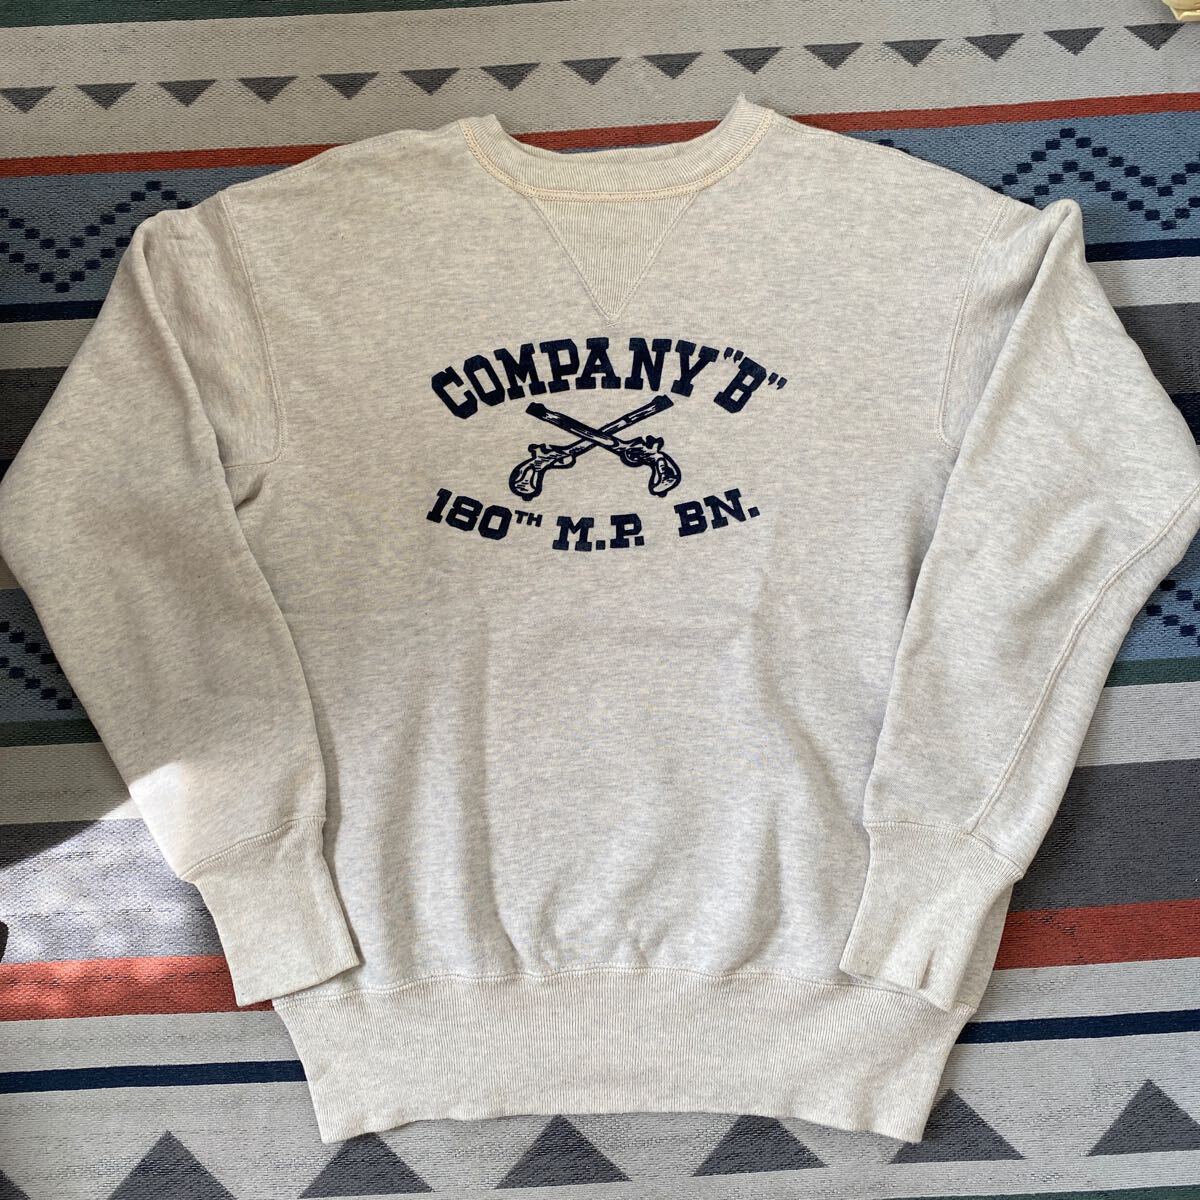 COMPANY "B"
180TH M.P. BN.